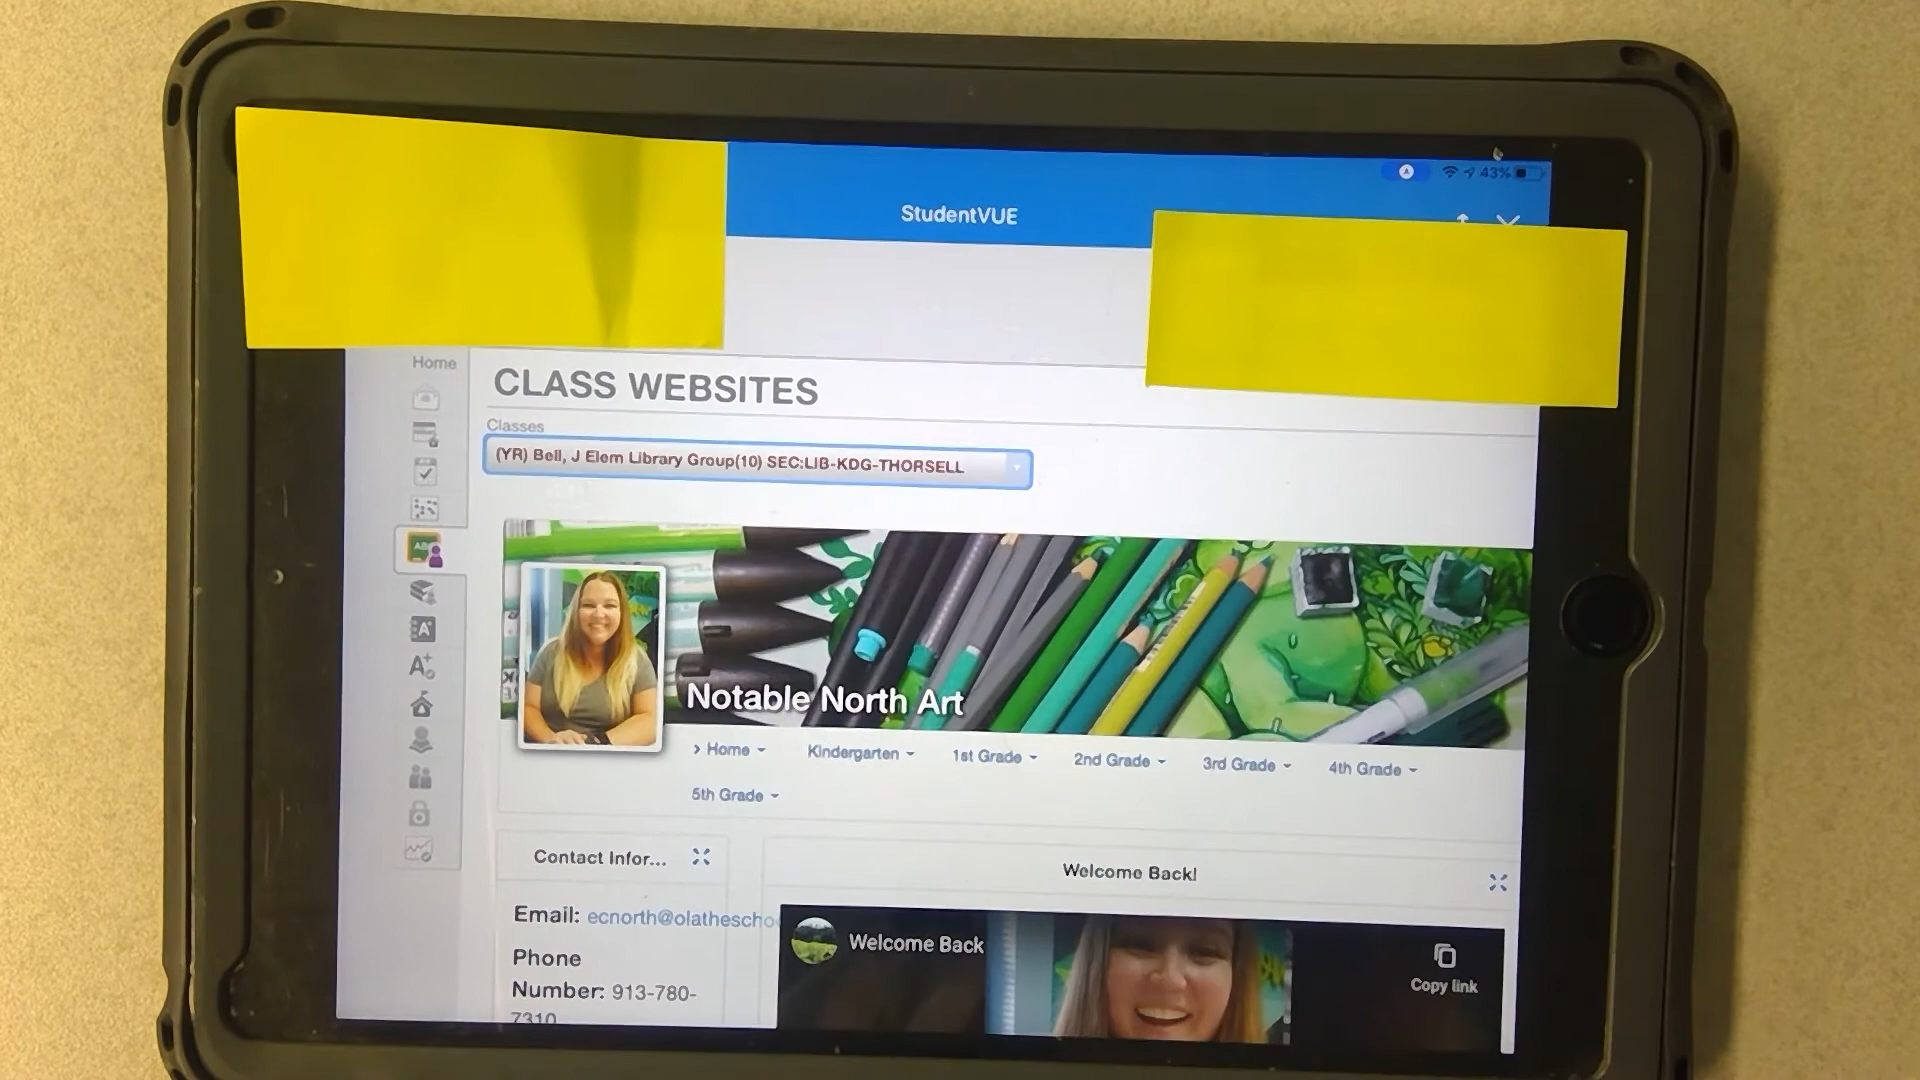 43%
StudentVUE
Home
CLASS WEBSITES
Classes
(YR) Bell, J Elem Library Group(10) SEC:LIB-KDG-THORSELL
Notable North Art
› Home
Kindergarten
1st Grade
2nd Grade
3rd Grade
4th Grade
5th Grade
Contact Infor...
Welcome Back!
Email: ecnorth@olathescho
Welcome Back
Copy link
Phone
Number: 913-780-
7310